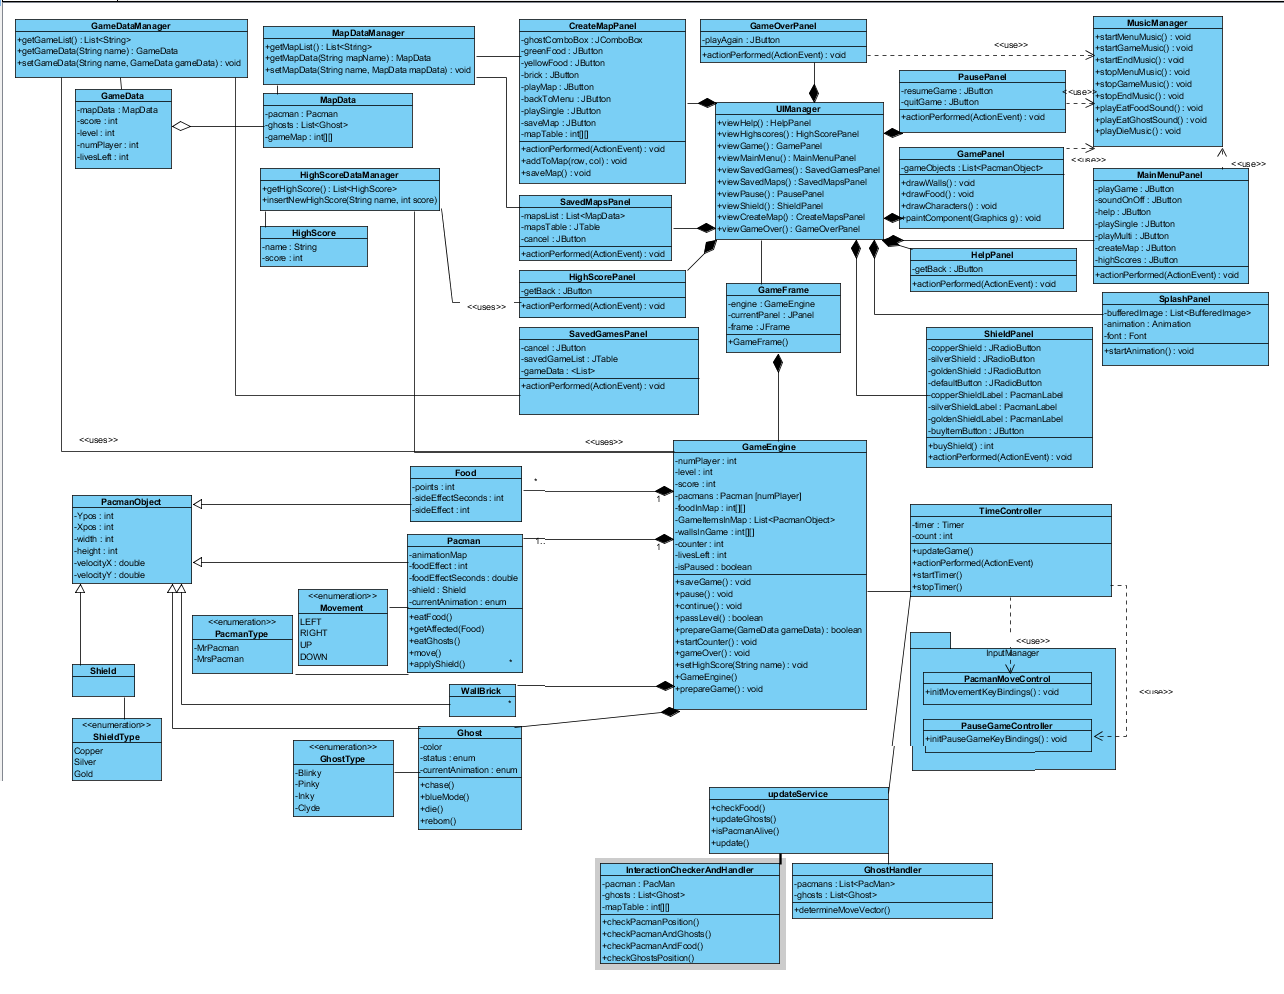 GameDataManager
+getGameList() : List<String>
+getGameData(String name) : GameData
+setGameData(String name, GameData gameData) : void
GameData
-mapData : MapData
-score : int
-level : int
-numPlayer : int
-livesLeft : int
MapDataManager
+getMapList() : List<String>
+getMapData(String mapName) : MapData
+setMapData(String name, MapData mapData) : void
MapData
-pacman : Pacman
-ghosts : List<Ghost>
-gameMap : int[][]
HighScoreDataManager
+getHighScore() : List<HighScore>
+insertNewHighScore(String name, int score)
HighScore
-name : String
-score : int
CreateMapPanel
-ghostComboBox : JComboBox
-greenFood : JButton
-yellowFood : JButton
-brick : JButton
-playMap : JButton
-backToMenu : JButton
-playSingle : JButton
-saveMap : JButton
-mapTable : int[][]
+actionPerformed(ActionEvent) : void
+addToMap(row, col) : void
+saveMap() : void
SavedMapsPanel
-mapsList : List<MapData>
-mapsTable : JTable
-cancel : JButton
+actionPerformed(ActionEvent) : void
HighScorePanel
-getBack : JButton
+actionPerformed(ActionEvent) : void
<<uses>>
SavedGamesPanel
-cancel : JButton
-savedGameList : JTable
-gameData : <List>
+actionPerformed(ActionEvent) : void
GameOverPanel
-playAgain : JButton
+actionPerformed(ActionEvent) : void
<<use>>
UIManager
+viewHelp() : HelpPanel
+viewHighscores() : HighScorePanel
+viewGame() : GamePanel
+viewMainMenu() : MainMenuPanel
+viewSavedGames() : SavedGamesPanel
+viewSavedMaps() : SavedMapsPanel
+viewPause() : PausePanel
+viewShield() : ShieldPanel
+viewCreateMap() : CreateMapsPanel
+viewGameOver() : GameOverPanel
PausePanel
-resumeGame : JButton
-quitGame : JButton
+actionPerformed(ActionEvent) : void
<<use>>
GamePanel
-gameObjects : List<PacmanObject>
+drawWalls() : void
+drawFood() : void
+drawCharacters() : void
+paintComponent(Graphics g) : void
<<use>>
MusicManager
+startMenuMusic() : void
+startGameMusic() : void
+startEndMusic() : void
+stopMenuMusic() : void
+stopGameMusic() : void
+stopEndMusic() : void
+playEatFoodSound() : void
+playEatGhostSound() : void
+playDieMusic() : void
<<use>>
MainMenuPanel
-playGame : JButton
-soundOnOff : JButton
-help : JButton
-playSingle : JButton
-playMulti : JButton
-createMap : JButton
-highScores : JButton
+actionPerformed(ActionEvent) : void
HelpPanel
-getBack : JButton
+actionPerformed(ActionEvent) : void
SplashPanel
-bufferedImage : List<BufferedImage>
-animation : Animation
-font : Font
+startAnimation() : void
GameFrame
-engine : GameEngine
-currentPanel : JPanel
-frame : JFrame
+GameFrame()
ShieldPanel
-copperShield : JRadioButton
-silverShield : JRadioButton
-goldenShield : JRadioButton
-defaultButton : JRadioButton
-copperShieldLabel : PacmanLabel
-silverShieldLabel : PacmanLabel
-goldenShieldLabel : PacmanLabel
-buyItemButton : JButton
+buyShield() : int
+actionPerformed(ActionEvent) : void
<<uses>>
<<uses>>
GameEngine
-numPlayer : int
-level : int
-score : int
-pacmans : Pacman [numPlayer]
-foodInMap : int[][]
-GameItemsInMap : List<PacmanObject>
-wallsInGame : int[][]
-counter : int
-livesLeft : int
-isPaused : boolean
+saveGame() : void
+pause() : void
+continue() : void
+passLevel() : boolean
+prepareGame(GameData gameData) : boolean
+startCounter() : void
+gameOver() : void
+setHighScore(String name) : void
+GameEngine()
+prepareGame() : void
Food
-points : int
-sideEffectSeconds : int
-sideEffect : int
*
1
PacmanObject
-Ypos : int
-Xpos : int
-width : int
-height : int
-velocityX : double
-velocityY : double
Pacman
-animationMap
-foodEffect : int
-foodEffectSeconds : double
-shield : Shield
-currentAnimation : enum
+eatFood()
+getAffected(Food)
+eatGhosts()
+move()
+applyShield()
*
1..
1
<<enumeration>>
Movement
LEFT
RIGHT
UP
DOWN
<<enumeration>>
PacmanType
-MrPacman
-MrsPacman
Shield
<<enumeration>>
ShieldType
Copper
Silver
Gold
WallBrick
*
Ghost
-color
-status : enum
-currentAnimation : enum
+chase()
+blueMode()
+die()
+reborn()
<<enumeration>>
GhostType
-Blinky
-Pinky
-Inky
-Clyde
TimeController
-timer : Timer
-count : int
+updateGame()
+actionPerformed(ActionEvent)
+startTimer()
+stopTimer()
<<use>>
InputManager
PacmanMoveControl
+initMovementKeyBindings() : void
PauseGameController
+initPauseGameKeyBindings() : void
<<use>>
updateService
+checkFood()
+updateGhosts()
+isPacmanAlive()
+update()
InteractionCheckerAndHandler
-pacman : PacMan
-ghosts : List<Ghost>
-mapTable : int[][]
+checkPacmanPosition()
+checkPacmanAndGhosts()
+checkPacmanAndFood()
+checkGhostsPosition()
GhostHandler
-pacmans : List<PacMan>
-ghosts : List<Ghost>
+determineMoveVector()